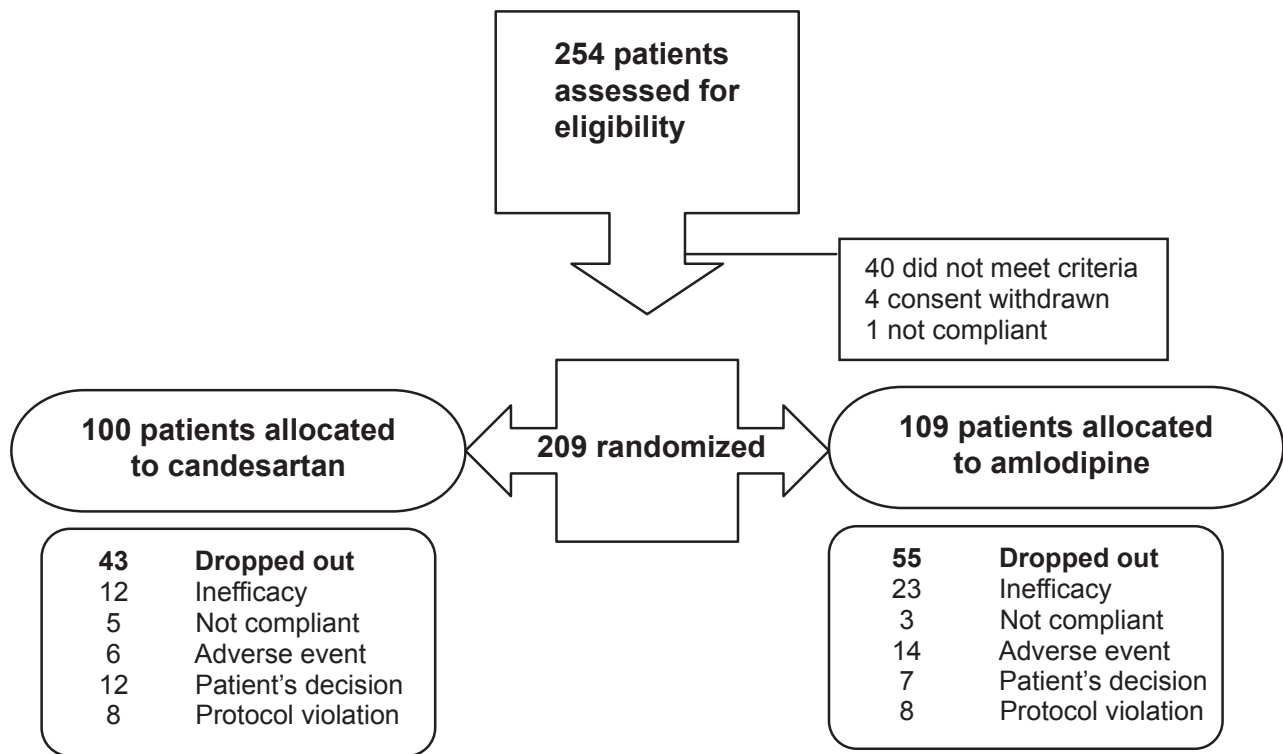 254 patients
assessed for
eligibility
40 did not meet criteria
4 consent withdrawn
1 not compliant
100 patients allocated
to candesartan
209 randomized
109 patients allocated
to amlodipine
43 Dropped out
12 Inefficacy
5 Not compliant
6 Adverse event
12 Patient’s decision
8 Protocol violation
55 Dropped out
23 Inefficacy
3 Not compliant
14 Adverse event
7 Patient’s decision
8 Protocol violation